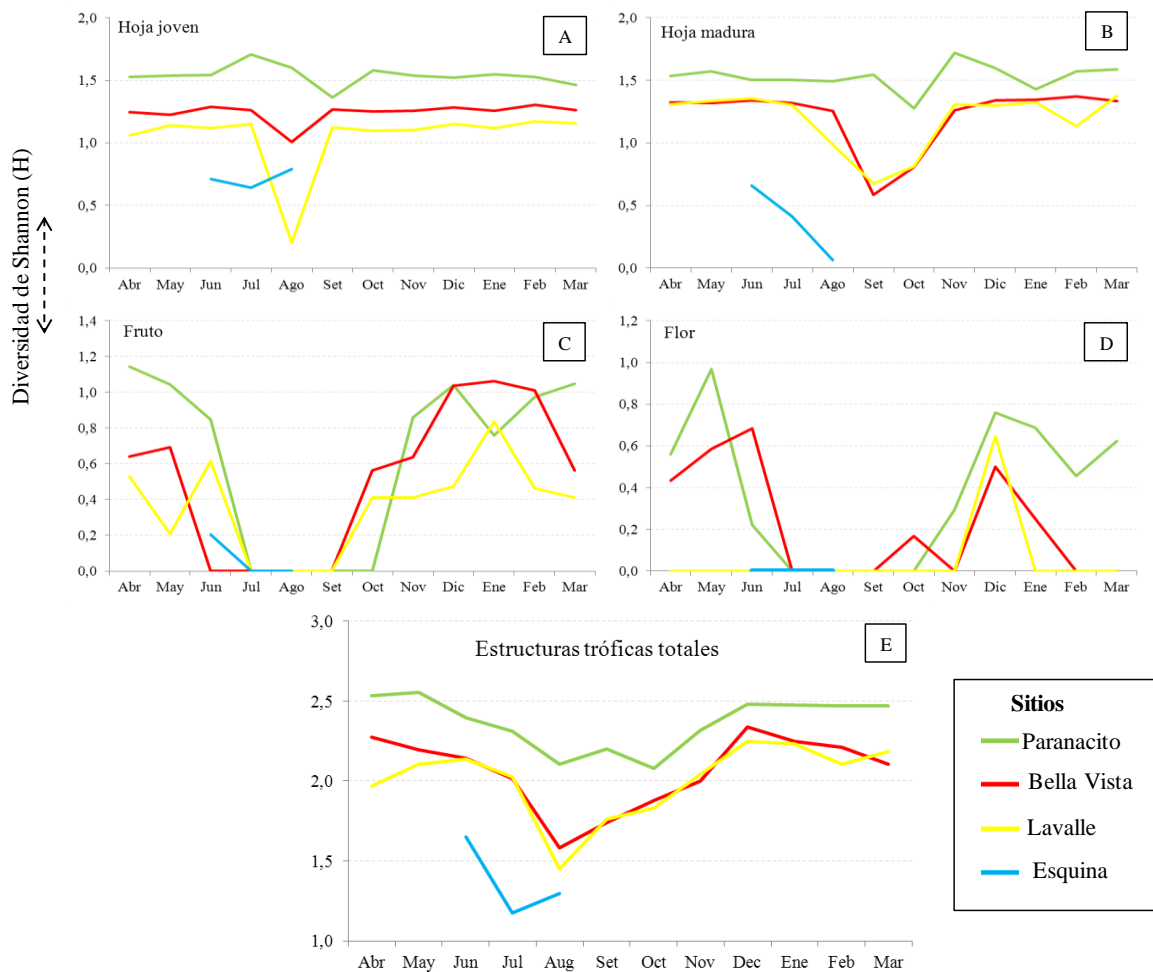 Diversidad de Shannon (H)
Hoja joven
A
2,0
1,5
1,0
0,5
0,0
Abr May Jun Jul Ago Set Oct Nov Dic Ene Feb Mar
Hoja madura
B
2,0
1,5
1,0
0,5
0,0
Abr May Jun Jul Ago Set Oct Nov Dic Ene Feb Mar
Fruto
C
1,4
1,2
1,0
0,8
0,6
0,4
0,2
0,0
Abr May Jun Jul Ago Set Oct Nov Dic Ene Feb Mar
Flor
D
1,2
1,0
0,8
0,6
0,4
0,2
0,0
Abr May Jun Jul Ago Set Oct Nov Dic Ene Feb Mar
Estructuras tróficas totales
E
3,0
2,5
2,0
1,5
1,0
Abr May Jun Jul Aug Set Oct Nov Dec Ene Feb Mar
Sitios
Paranacito
Bella Vista
Lavalle
Esquina